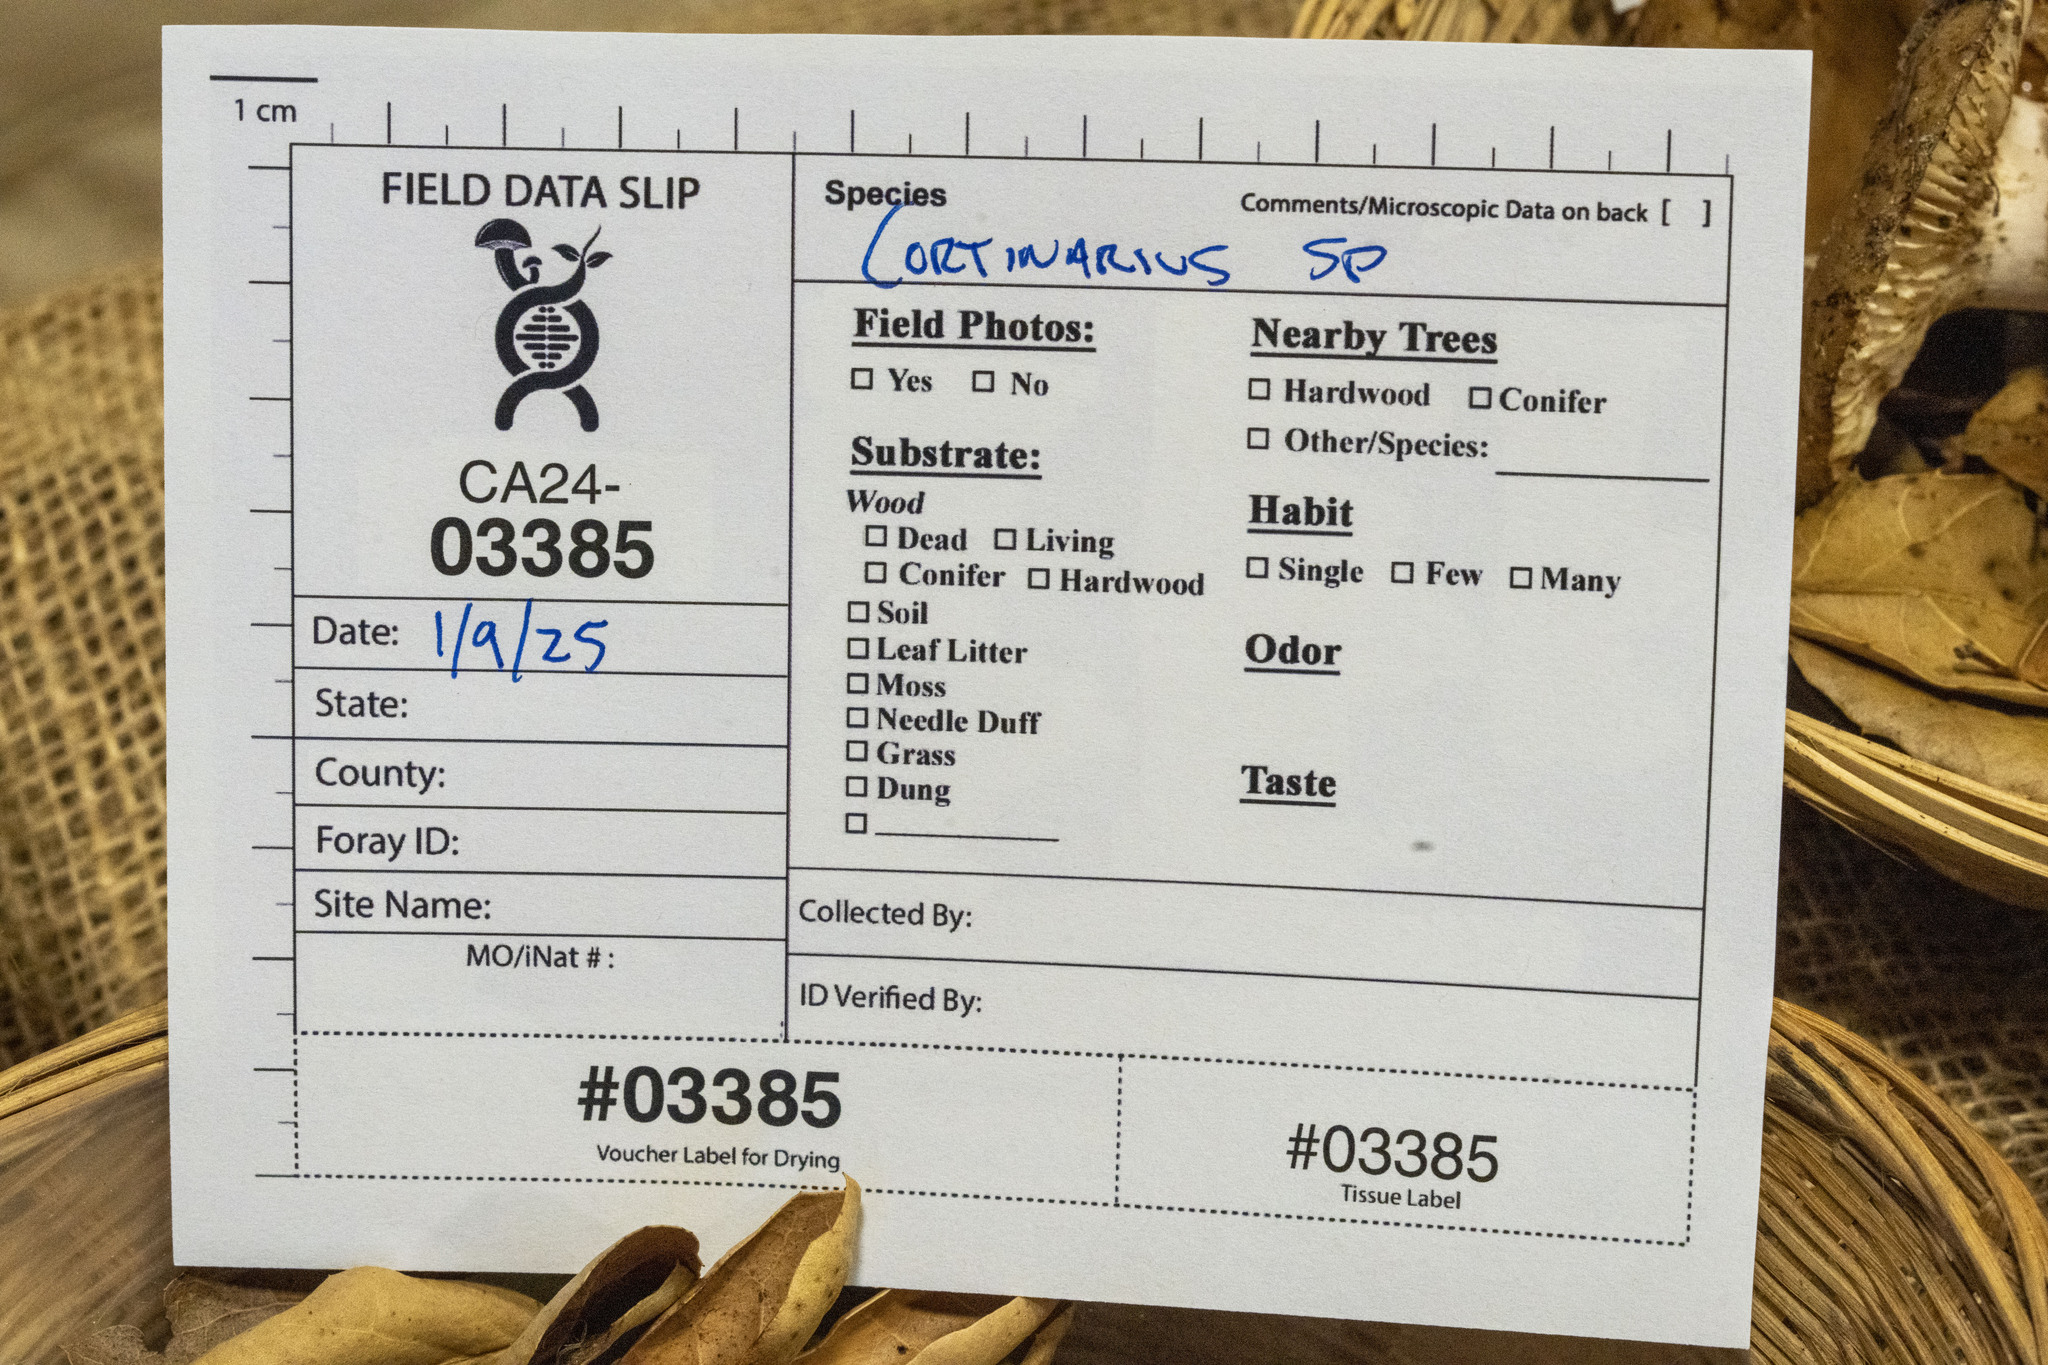 1 cm
FIELD DATA SLIP
CA24-
03385
Date: 1/9/25
State:
County:
Foray ID:
Site Name:
MO/iNat # :
Species
Comments/Microscopic Data on back [ ]
CORTINARIUS SP
Field Photos:
☐ Yes ☐ No
Substrate:
Wood
☐ Dead ☐ Living
☐ Conifer ☐ Hardwood
☐ Soil
☐ Leaf Litter
☐ Moss
☐ Needle Duff
☐ Grass
☐ Dung
☐ ____________
Nearby Trees
☐ Hardwood ☐ Conifer
☐ Other/Species: ____________
Habit
☐ Single ☐ Few ☐ Many
Odor
Taste
Collected By:
ID Verified By:
#03385
Voucher Label for Drying
#03385
Tissue Label